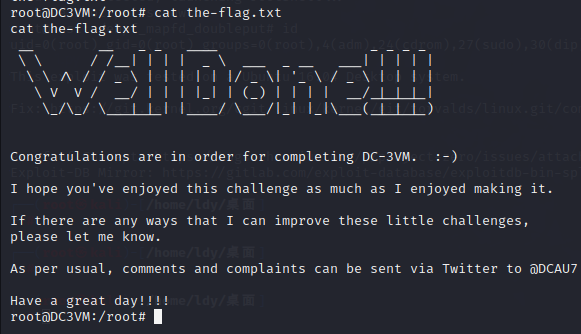 root@DC3VM:/root# cat the-flag.txt
cat the-flag.txt
Well Done!!!!
Congratulations are in order for completing DC-3VM.  :-)
I hope you've enjoyed this challenge as much as I enjoyed making it.
If there are any ways that I can improve these little challenges,
please let me know.
As per usual, comments and complaints can be sent via Twitter to @DCAU7
Have a great day!!!!
root@DC3VM:/root#